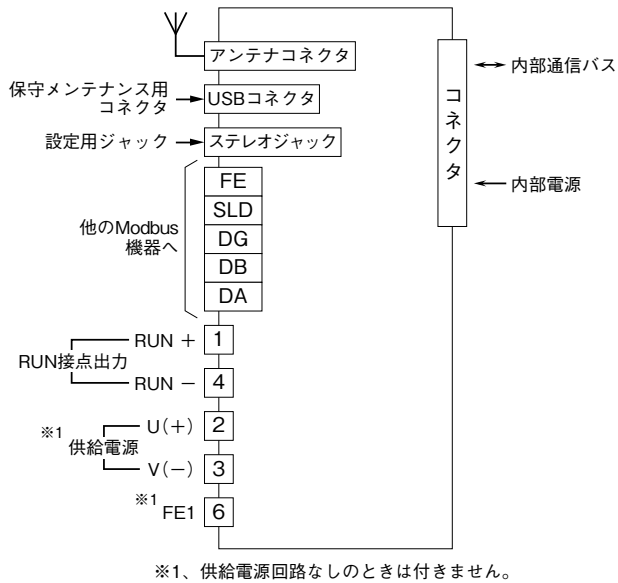 アンテナコネクタ
保守メンテナンス用
コネクタ
USBコネクタ
設定用ジャック
ステレオジャック
他のModbus
機器へ
FE
SLD
DG
DB
DA
RUN接点出力
RUN + 1
RUN − 4
※1 供給電源
U(+) 2
V(−) 3
※1 FE1 6
コネクタ
内部通信バス
内部電源
※1、供給電源回路なしのときは付きません。